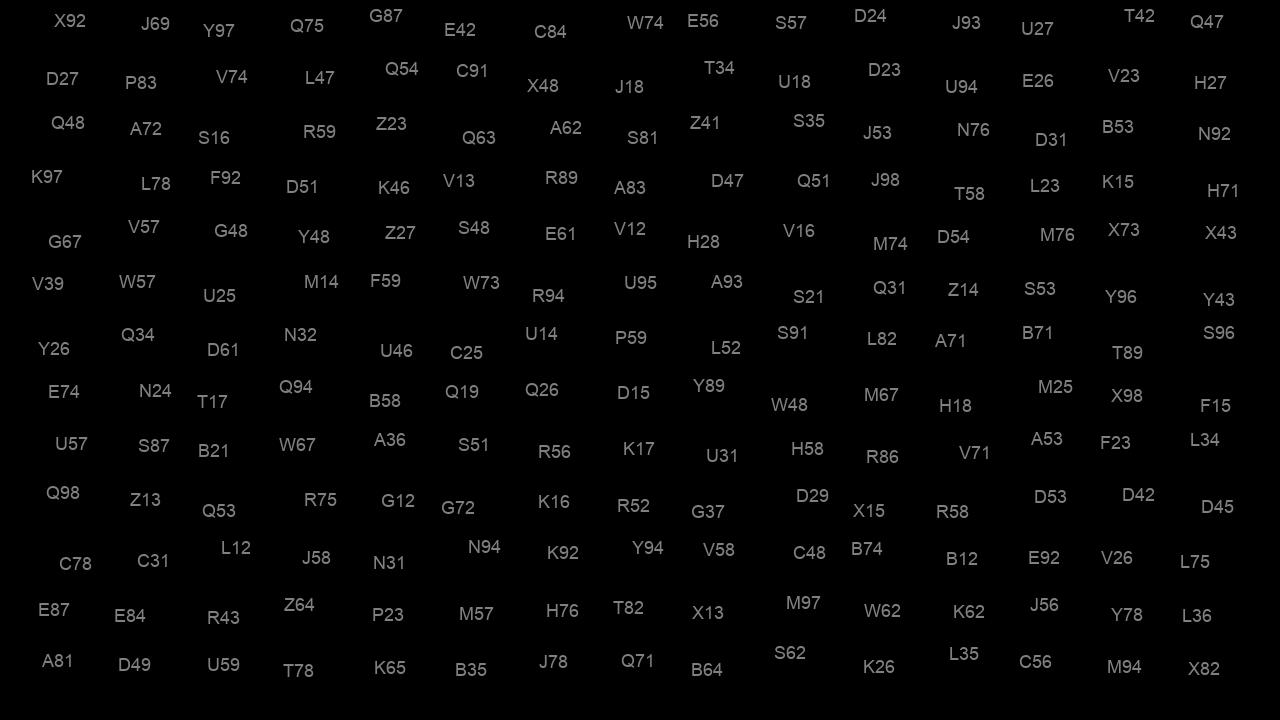 X92 J69 Y97 Q75 G87 E42 C84 W74 E56 S57 D24 J93 U27 T42 Q47
D27 P83 V74 L47 Q54 C91 X48 J18 T34 U18 D23 U94 E26 V23 H27
Q48 A72 S16 R59 Z23 Q63 A62 S81 Z41 S35 J53 N76 D31 B53 N92
K97 L78 F92 D51 K46 V13 R89 A83 D47 Q51 J98 T58 L23 K15 H71
G67 V57 G48 Y48 Z27 S48 E61 V12 H28 V16 M74 D54 M76 X73 X43
V39 W57 U25 M14 F59 W73 R94 U95 A93 S21 Q31 Z14 S53 Y96 Y43
Y26 Q34 D61 N32 U46 C25 U14 P59 L52 S91 L82 A71 B71 T89 S96
E74 N24 T17 Q94 B58 Q19 Q26 D15 Y89 W48 M67 H18 M25 X98 F15
U57 S87 B21 W67 A36 S51 R56 K17 U31 H58 R86 V71 A53 F23 L34
Q98 Z13 Q53 R75 G12 G72 K16 R52 G37 D29 X15 R58 D53 D42 D45
C78 C31 L12 J58 N31 N94 K92 Y94 V58 C48 B74 B12 E92 V26 L75
E87 E84 R43 Z64 P23 M57 H76 T82 X13 M97 W62 K62 J56 Y78 L36
A81 D49 U59 T78 K65 B35 J78 Q71 B64 S62 K26 L35 C56 M94 X82